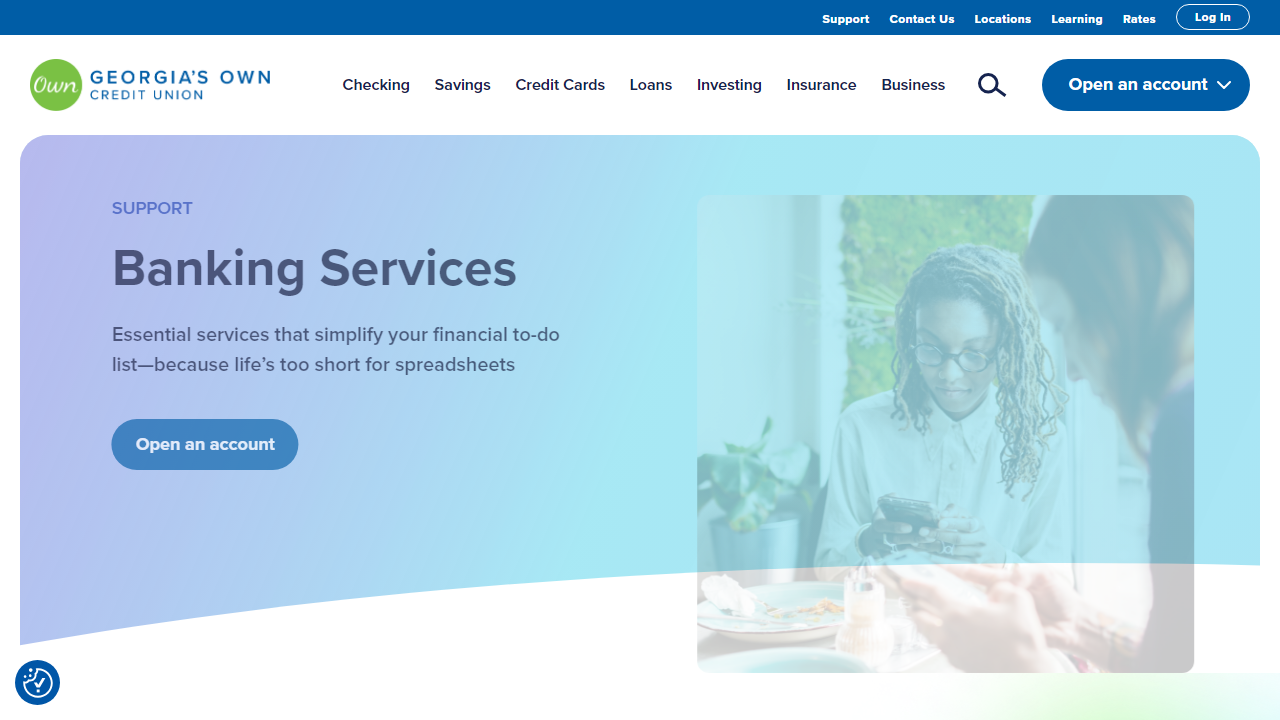 Support Contact Us Locations Learning Rates Log In
Own GEORGIA'S OWN
CREDIT UNION
Checking Savings Credit Cards Loans Investing Insurance Business Open an account
SUPPORT
Banking Services
Essential services that simplify your financial to-do
list—because life’s too short for spreadsheets
Open an account